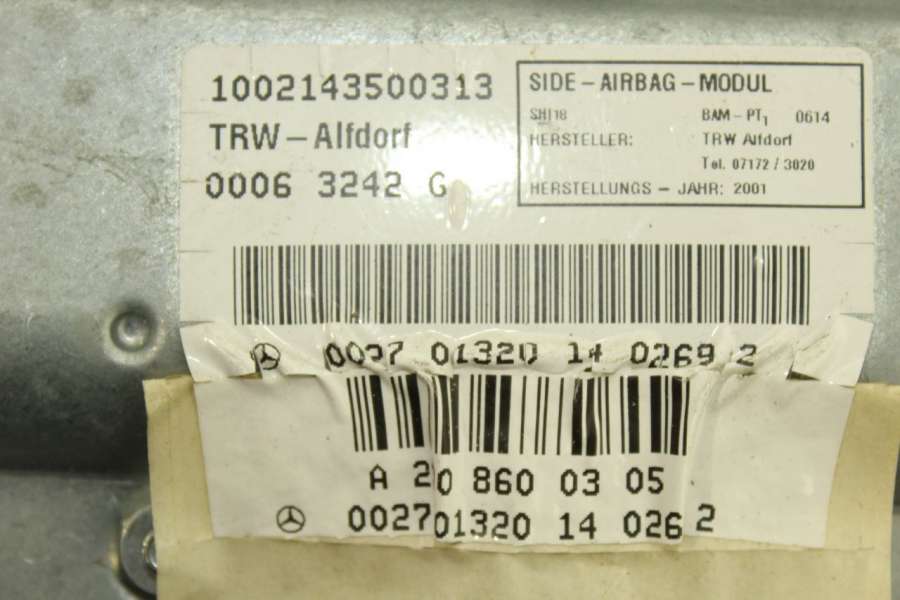 1002143500313
TRW-Alfdorf
0006 3242 G
SIDE-AIRBAG-MODUL
SHI18 BAM-PT1 0614
HERSTELLER: TRW Alfdorf
Tel. 07172/3020
HERSTELLUNGS-JAHR: 2001
0027 01320 14 0269 2
A 2 0 860 03 05
0027 01320 14 026 2